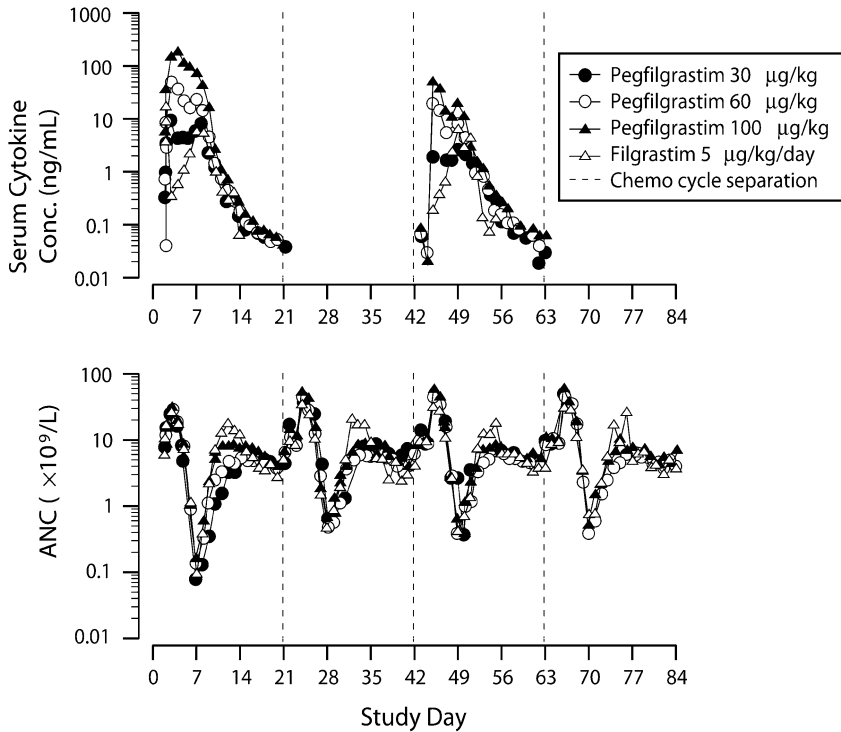 Serum Cytokine
Conc. (ng/mL)
1000
100
10
1
0.1
0.01
0 7 14 21 28 35 42 49 56 63 70 77 84
Pegfilgrastim 30 μg/kg
Pegfilgrastim 60 μg/kg
Pegfilgrastim 100 μg/kg
Filgrastim 5 μg/kg/day
Chemo cycle separation
ANC ( ×10⁹/L)
100
10
1
0.1
0.01
0 7 14 21 28 35 42 49 56 63 70 77 84
Study Day